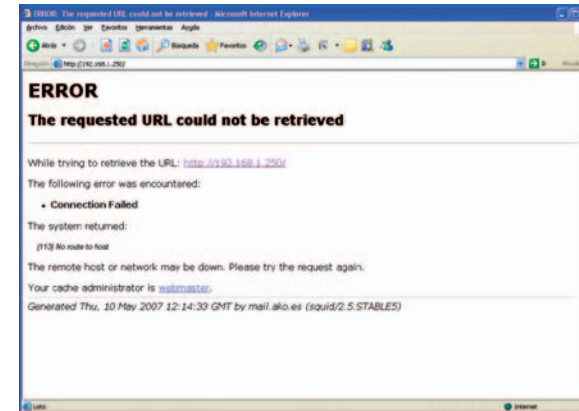 ERROR: The requested URL could not be retrieved - Microsoft Internet Explorer
Archivo Edición Ver Favoritos Herramientas Ayuda
Atrás Búsqueda Favoritos
Dirección http://192.168.1.250/
ERROR
The requested URL could not be retrieved
While trying to retrieve the URL: http://192.168.1.250/
The following error was encountered:
• Connection Failed
The system returned:
(113) No route to host
The remote host or network may be down. Please try the request again.
Your cache administrator is webmaster.
Generated Thu, 10 May 2007 12:14:33 GMT by mail.ako.es (squid/2.5.STABLE5)
Listo Internet